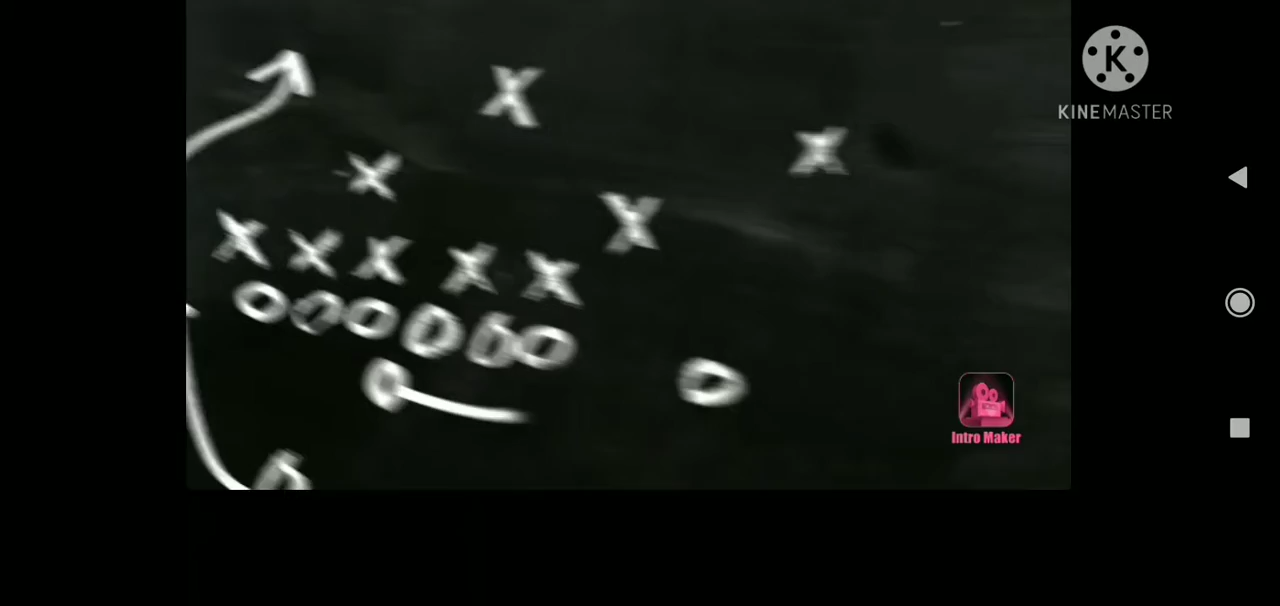 X
X
K
KINEMASTER
X
X
X X X X X
O O O O O O
O
O
Intro Maker